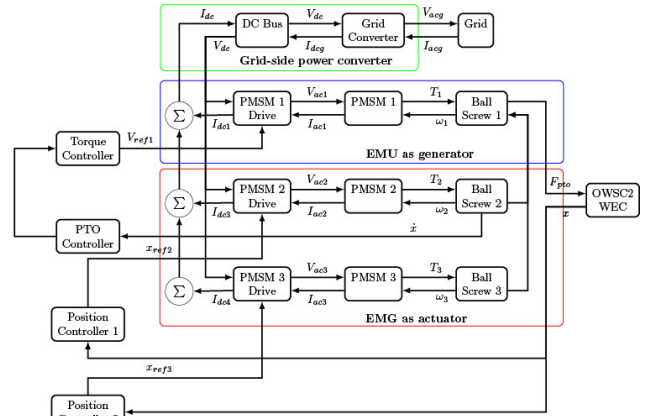 I_dc
DC Bus
V_dc
V_dc
I_dcg
Grid
Converter
V_acg
I_acg
Grid
Grid-side power converter
Σ
I_dc1
PMSM 1
Drive
V_ac1
I_ac1
PMSM 1
T_1
ω_1
Ball
Screw 1
EMU as generator
Torque
Controller
V_ref1
Σ
I_dc3
PMSM 2
Drive
V_ac2
I_ac2
PMSM 2
T_2
ω_2
Ball
Screw 2
F_pto
x
OWSC2
WEC
PTO
Controller
ẋ
x_ref2
Σ
I_dc4
PMSM 3
Drive
V_ac3
I_ac3
PMSM 3
T_3
ω_3
Ball
Screw 3
EMG as actuator
Position
Controller 1
x_ref3
Position